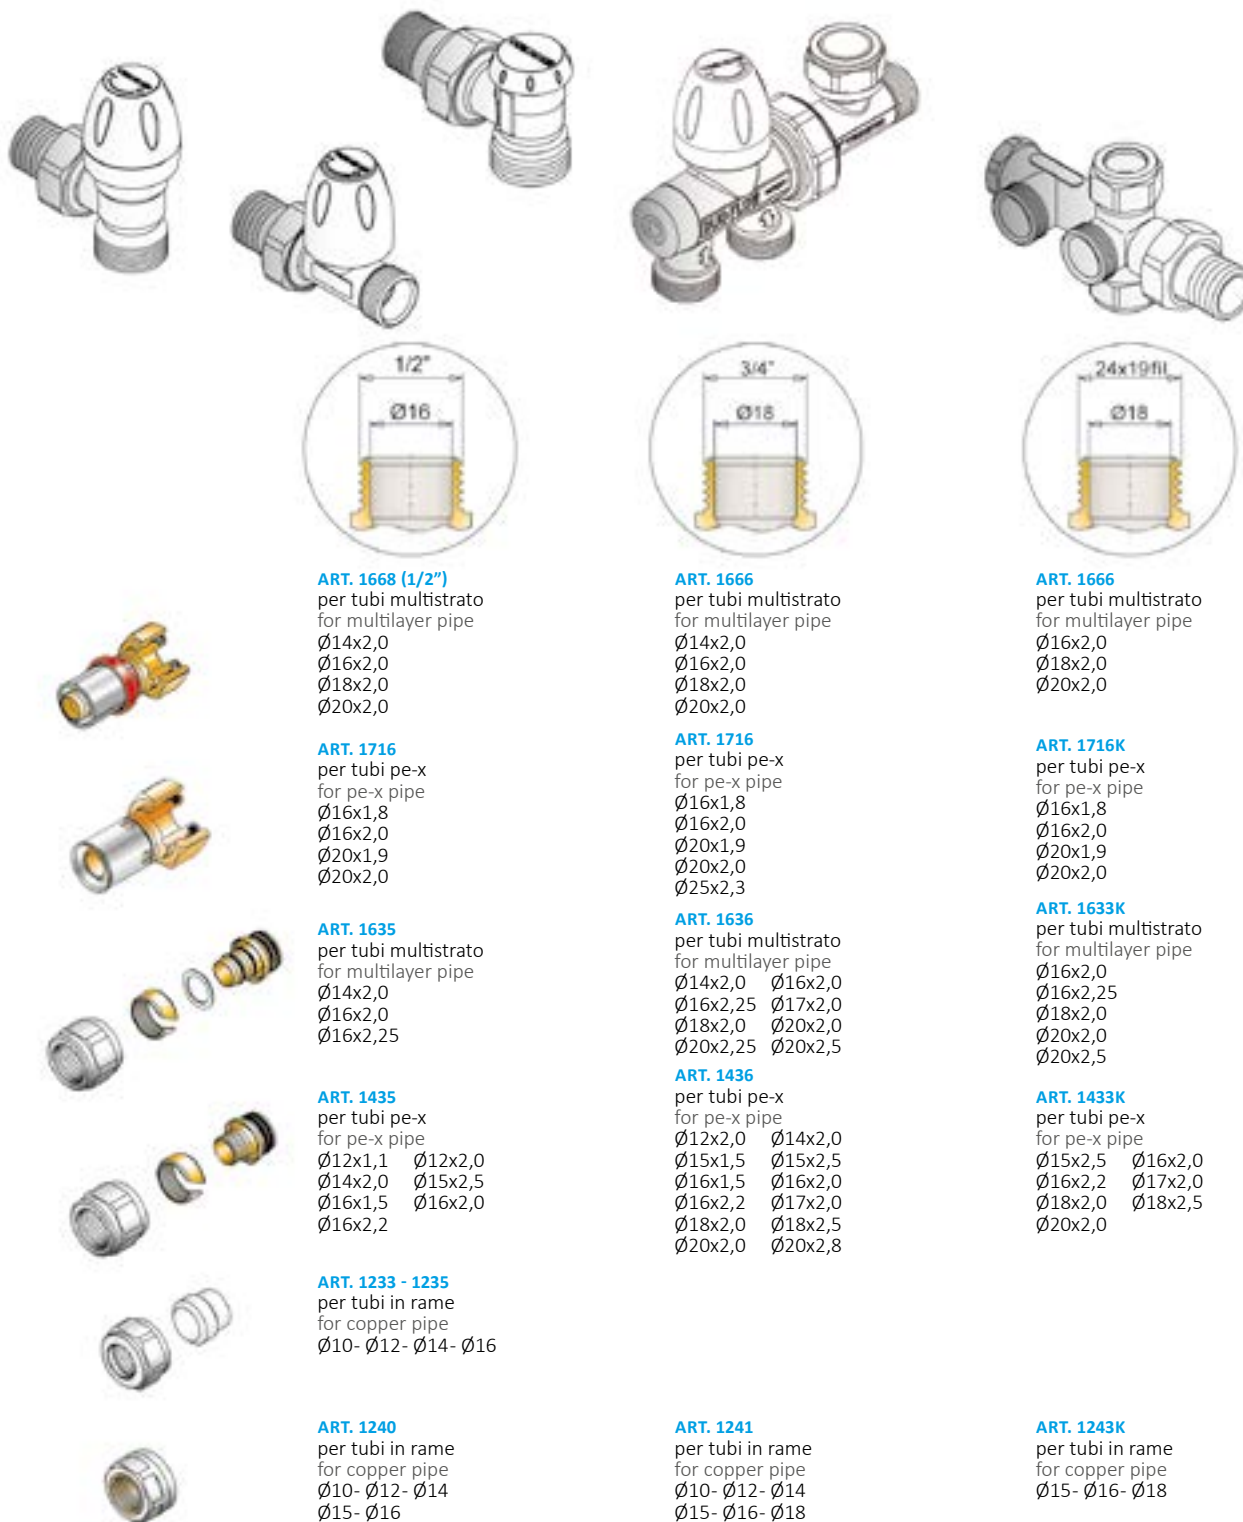 1/2"
Ø16
3/4"
Ø18
24x19fil
Ø18
ART. 1668 (1/2”)
per tubi multistrato
for multilayer pipe
Ø14x2,0
Ø16x2,0
Ø18x2,0
Ø20x2,0
ART. 1666
per tubi multistrato
for multilayer pipe
Ø14x2,0
Ø16x2,0
Ø18x2,0
Ø20x2,0
ART. 1666
per tubi multistrato
for multilayer pipe
Ø16x2,0
Ø18x2,0
Ø20x2,0
ART. 1716
per tubi pe-x
for pe-x pipe
Ø16x1,8
Ø16x2,0
Ø20x1,9
Ø20x2,0
ART. 1716
per tubi pe-x
for pe-x pipe
Ø16x1,8
Ø16x2,0
Ø20x1,9
Ø20x2,0
Ø25x2,3
ART. 1716K
per tubi pe-x
for pe-x pipe
Ø16x1,8
Ø16x2,0
Ø20x1,9
Ø20x2,0
ART. 1635
per tubi multistrato
for multilayer pipe
Ø14x2,0
Ø16x2,0
Ø16x2,25
ART. 1636
per tubi multistrato
for multilayer pipe
Ø14x2,0 Ø16x2,0
Ø16x2,25 Ø17x2,0
Ø18x2,0 Ø20x2,0
Ø20x2,25 Ø20x2,5
ART. 1633K
per tubi multistrato
for multilayer pipe
Ø16x2,0
Ø16x2,25
Ø18x2,0
Ø20x2,0
Ø20x2,5
ART. 1435
per tubi pe-x
for pe-x pipe
Ø12x1,1 Ø12x2,0
Ø14x2,0 Ø15x2,5
Ø16x1,5 Ø16x2,0
Ø16x2,2
ART. 1436
per tubi pe-x
for pe-x pipe
Ø12x2,0 Ø14x2,0
Ø15x1,5 Ø15x2,5
Ø16x1,5 Ø16x2,0
Ø16x2,2 Ø17x2,0
Ø18x2,0 Ø18x2,5
Ø20x2,0 Ø20x2,8
ART. 1433K
per tubi pe-x
for pe-x pipe
Ø15x2,5 Ø16x2,0
Ø16x2,2 Ø17x2,0
Ø18x2,0 Ø18x2,5
Ø20x2,0
ART. 1233 - 1235
per tubi in rame
for copper pipe
Ø10- Ø12- Ø14- Ø16
ART. 1240
per tubi in rame
for copper pipe
Ø10- Ø12- Ø14
Ø15- Ø16
ART. 1241
per tubi in rame
for copper pipe
Ø10- Ø12- Ø14
Ø15- Ø16- Ø18
ART. 1243K
per tubi in rame
for copper pipe
Ø15- Ø16- Ø18